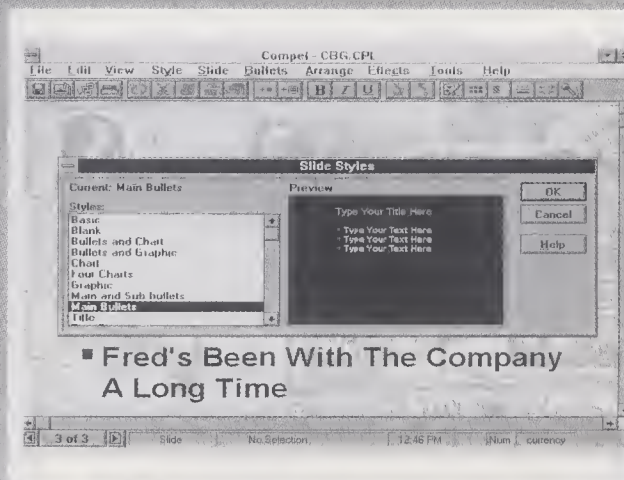 Compel - CBG.CPL
File Edit View Style Slide Bullets Arrange Effects Tools Help
B I U
Slide Styles
Current: Main Bullets
Preview
OK
Styles:
Type Your Title Here
Cancel
Basic
Blank
• Type Your Text Here
Bullets and Chart
• Type Your Text Here
Help
Bullets and Graphic
• Type Your Text Here
Chart
Four Charts
Graphic
Main and Sub bullets
Main Bullets
Title
▪ Fred's Been With The Company
A Long Time
3 of 3 Slide No Selection 12:46 PM Num currency